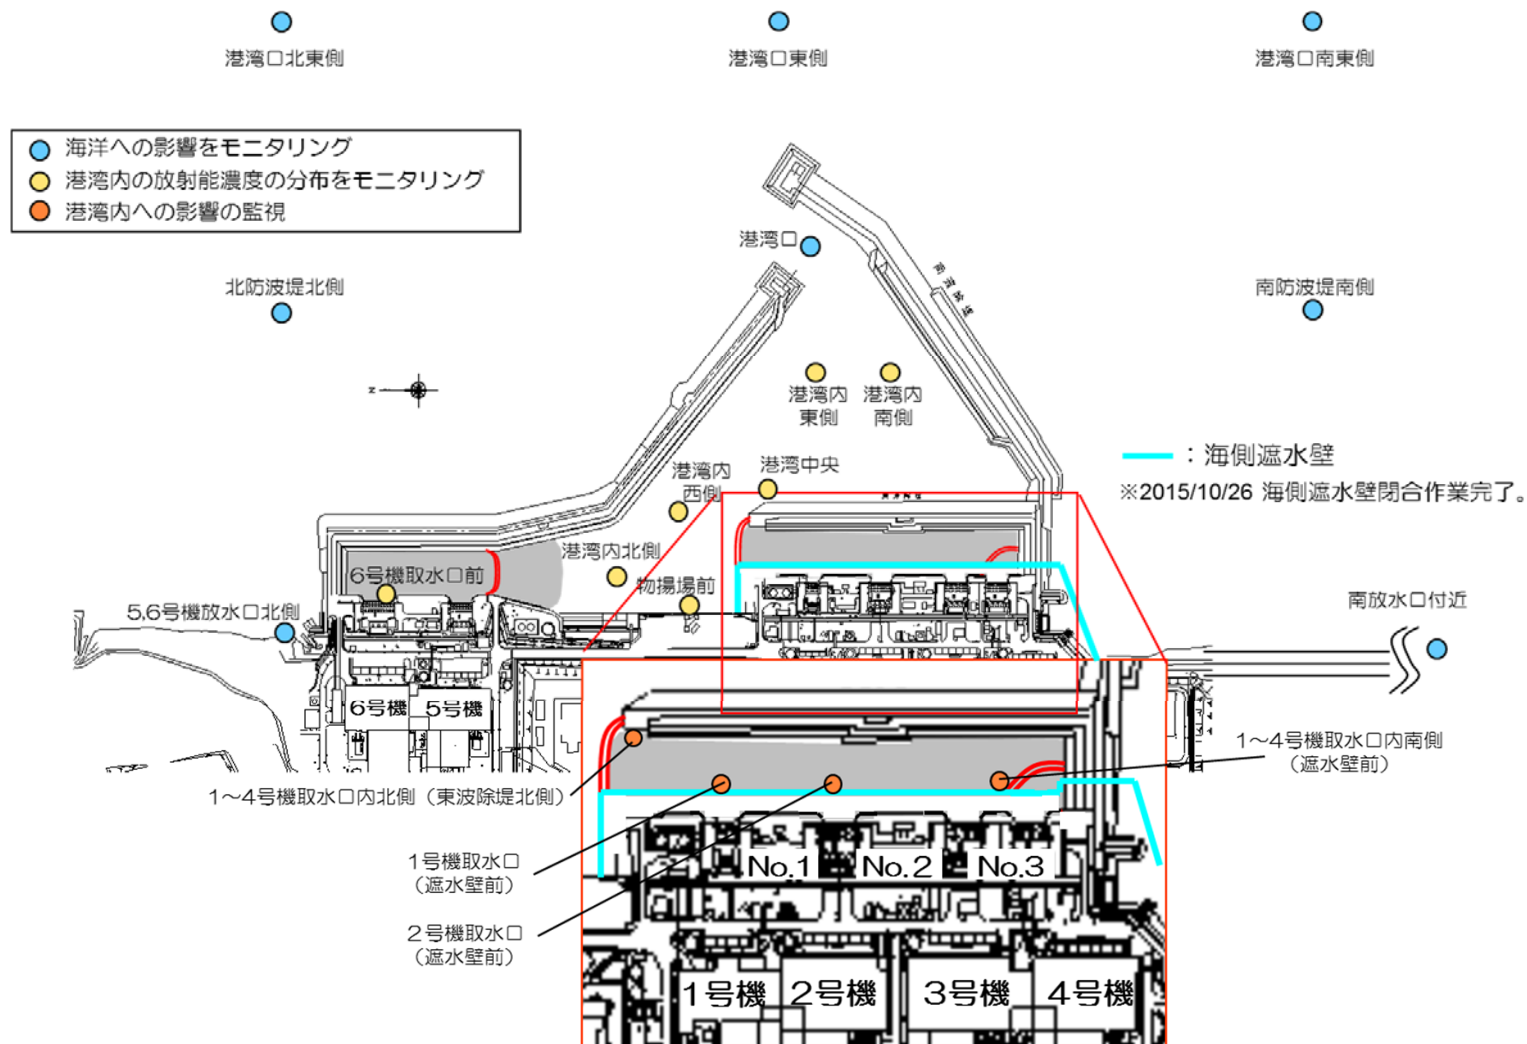 港湾口北東側
港湾口東側
港湾口南東側
海洋への影響をモニタリング
港湾内の放射能濃度の分布をモニタリング
港湾内への影響の監視
港湾口
北防波堤北側
南防波堤南側
N
港湾内
東側
港湾内
南側
：海側遮水壁
※2015/10/26 海側遮水壁閉合作業完了。
港湾内
西側
港湾中央
港湾内北側
物揚場前
6号機取水口前
5,6号機放水口北側
南放水口付近
6号機
5号機
1～4号機取水口内南側
（遮水壁前）
1～4号機取水口内北側（東波除堤北側）
1号機取水口
（遮水壁前）
2号機取水口
（遮水壁前）
No.1
No.2
No.3
1号機
2号機
3号機
4号機